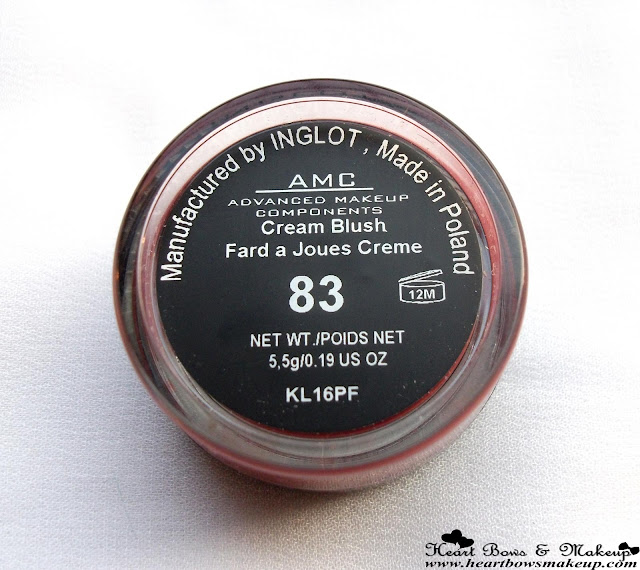 Manufactured by INGLOT , Made in Poland
AMC
ADVANCED MAKEUP
COMPONENTS
Cream Blush
Fard a Joues Creme
83
12M
NET WT./POIDS NET
5,5g/0.19 US OZ
KL16PF
Heart Bows & Makeup
www.heartbowsmakeup.com